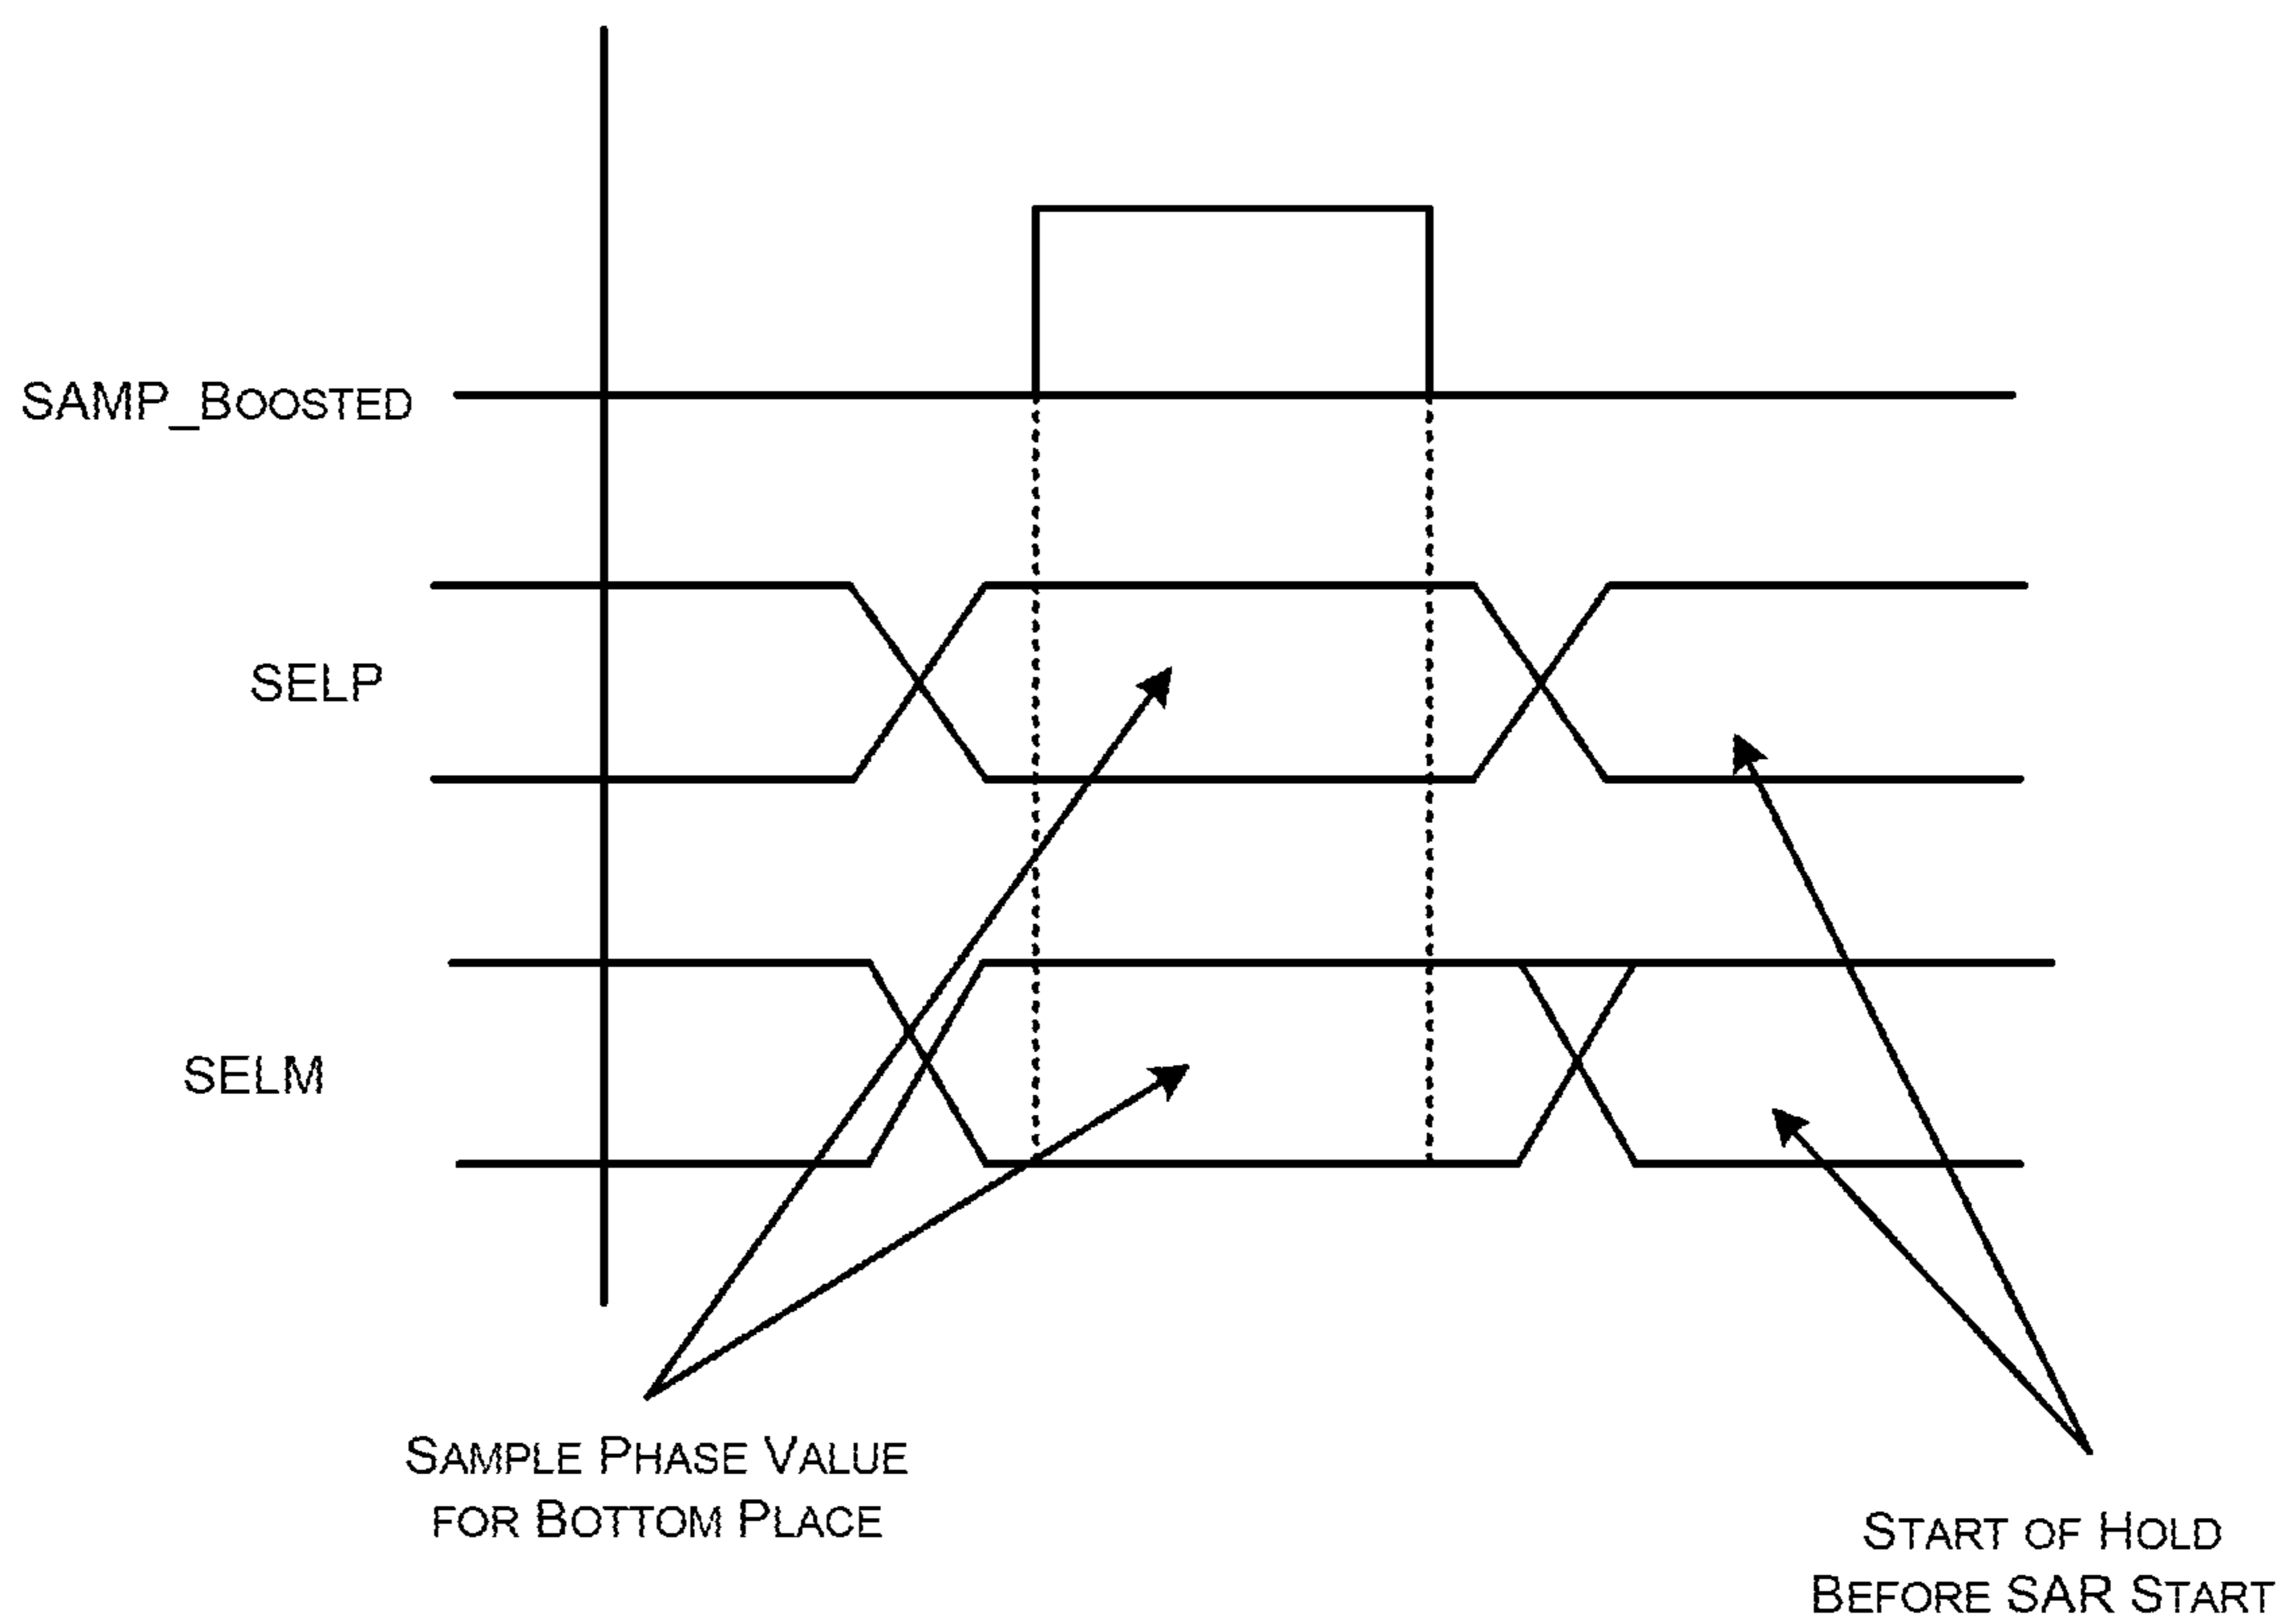 SAMP_BOOSTED
SELP
SELM
SAMPLE PHASE VALUE
FOR BOTTOM PLACE
START OF HOLD
BEFORE SAR START